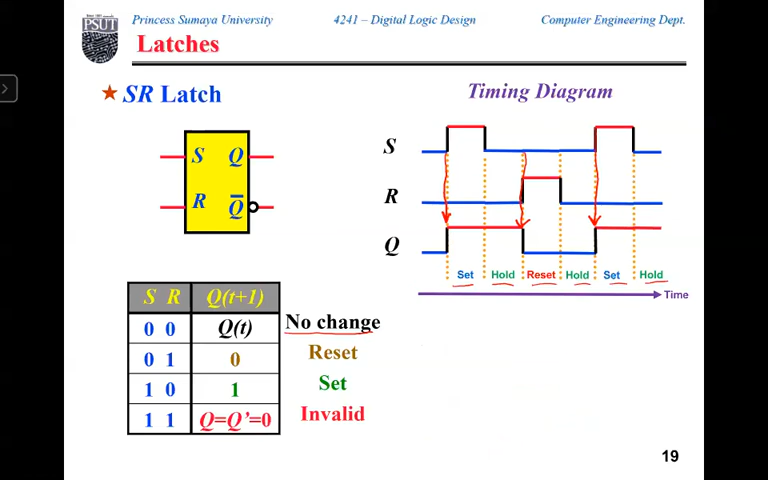 Princess Sumaya University 4241 – Digital Logic Design Computer Engineering Dept.
PSUT
Latches
★ SR Latch
Timing Diagram
S Q
R Q̅
S
R
Q
Set Hold Reset Hold Set Hold
Time
S R Q(t+1)
0 0 Q(t) No change
0 1 0 Reset
1 0 1 Set
1 1 Q=Q’=0 Invalid
19